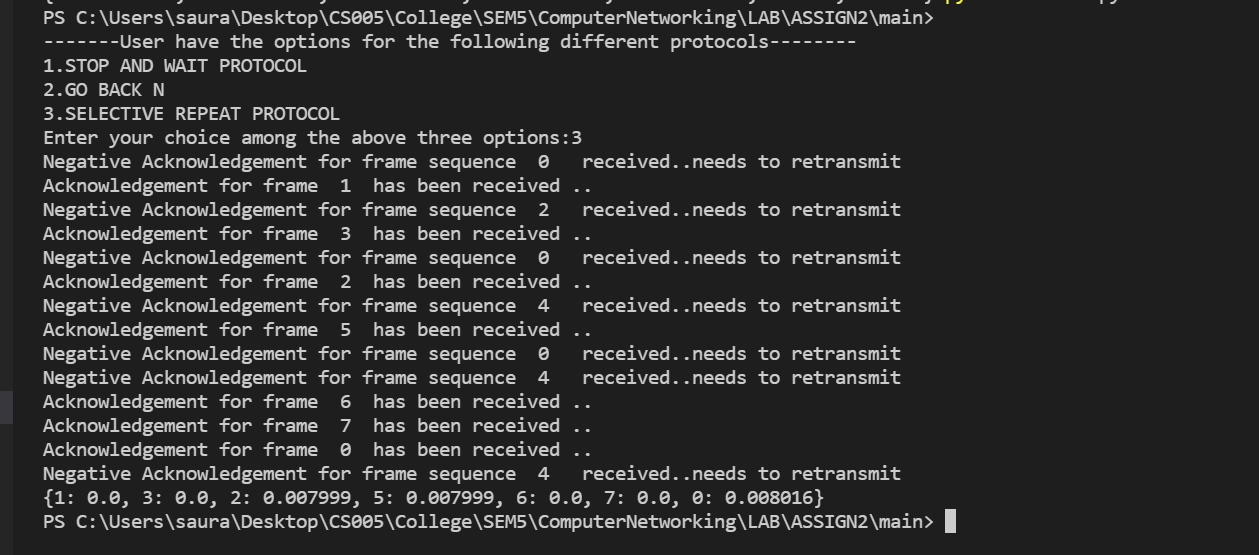 PS C:\Users\saura\Desktop\CS005\College\SEM5\ComputerNetworking\LAB\ASSIGN2\main>
-------User have the options for the following different protocols--------
1.STOP AND WAIT PROTOCOL
2.GO BACK N
3.SELECTIVE REPEAT PROTOCOL
Enter your choice among the above three options:3
Negative Acknowledgement for frame sequence  0   received..needs to retransmit
Acknowledgement for frame  1  has been received ..
Negative Acknowledgement for frame sequence  2   received..needs to retransmit
Acknowledgement for frame  3  has been received ..
Negative Acknowledgement for frame sequence  0   received..needs to retransmit
Acknowledgement for frame  2  has been received ..
Negative Acknowledgement for frame sequence  4   received..needs to retransmit
Acknowledgement for frame  5  has been received ..
Negative Acknowledgement for frame sequence  0   received..needs to retransmit
Negative Acknowledgement for frame sequence  4   received..needs to retransmit
Acknowledgement for frame  6  has been received ..
Acknowledgement for frame  7  has been received ..
Acknowledgement for frame  0  has been received ..
Negative Acknowledgement for frame sequence  4   received..needs to retransmit
{1: 0.0, 3: 0.0, 2: 0.007999, 5: 0.007999, 6: 0.0, 7: 0.0, 0: 0.008016}
PS C:\Users\saura\Desktop\CS005\College\SEM5\ComputerNetworking\LAB\ASSIGN2\main>